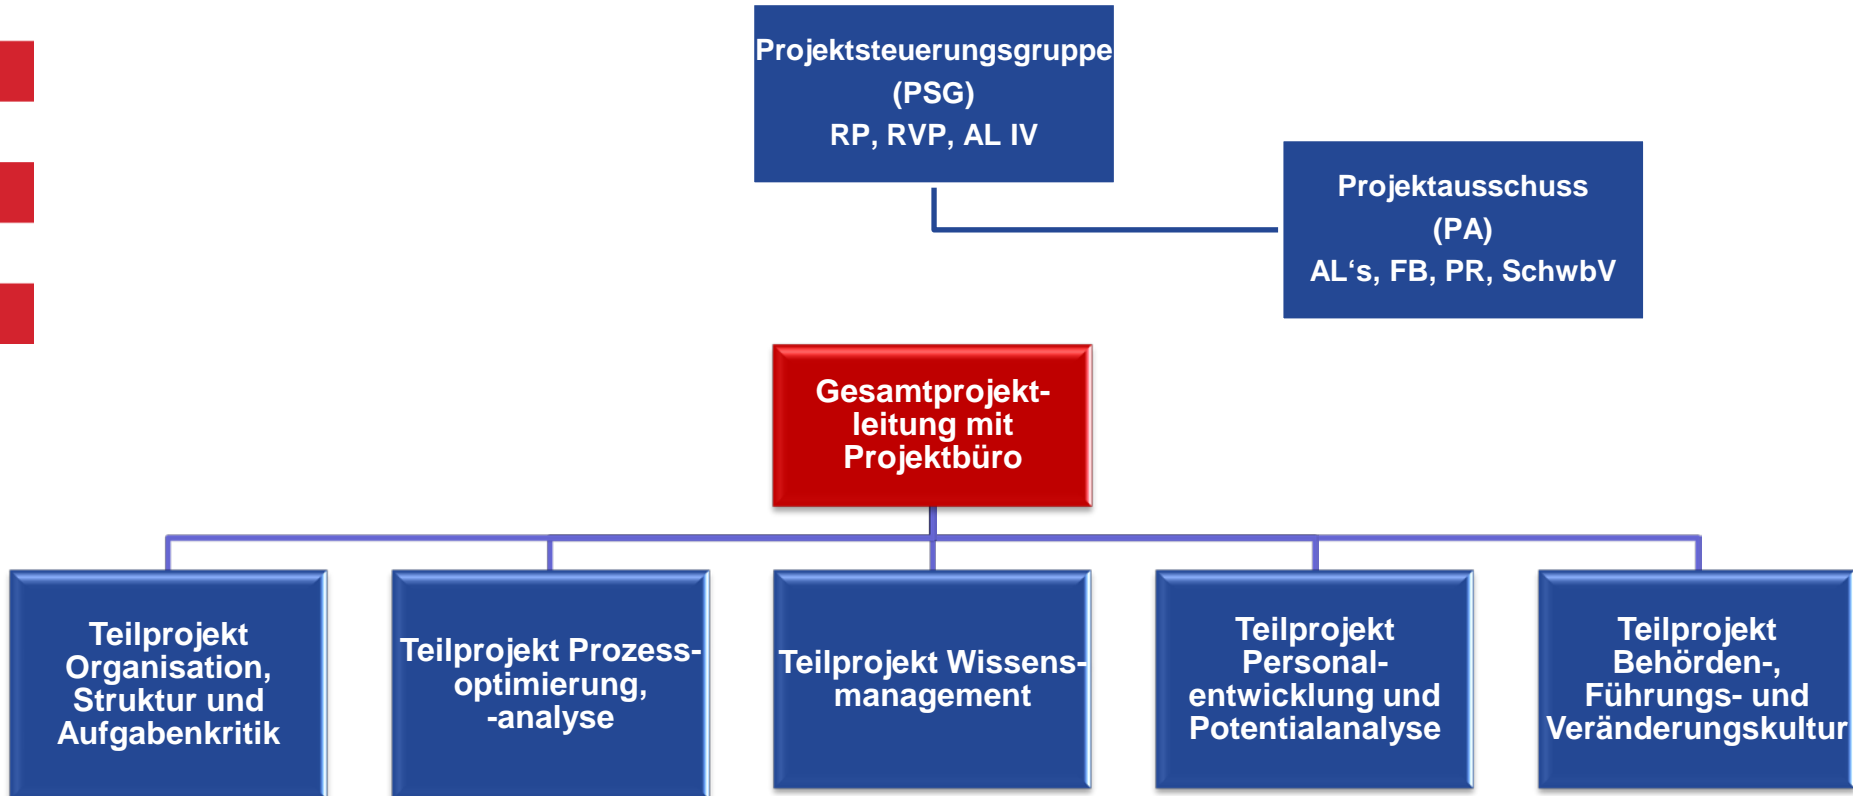 Projektsteuerungsgruppe
(PSG)
RP, RVP, AL IV
Projektausschuss
(PA)
AL‘s, FB, PR, SchwbV
Gesamtprojekt-
leitung mit
Projektbüro
Teilprojekt
Organisation,
Struktur und
Aufgabenkritik
Teilprojekt Prozess-
optimierung,
-analyse
Teilprojekt Wissens-
management
Teilprojekt
Personal-
entwicklung und
Potentialanalyse
Teilprojekt
Behörden-,
Führungs- und
Veränderungskultur